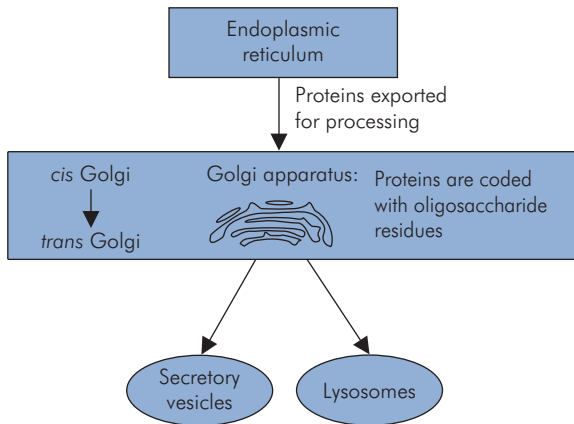 Endoplasmic
reticulum
Proteins exported
for processing
cis Golgi
trans Golgi
Golgi apparatus:
Proteins are coded
with oligosaccharide
residues
Secretory
vesicles
Lysosomes